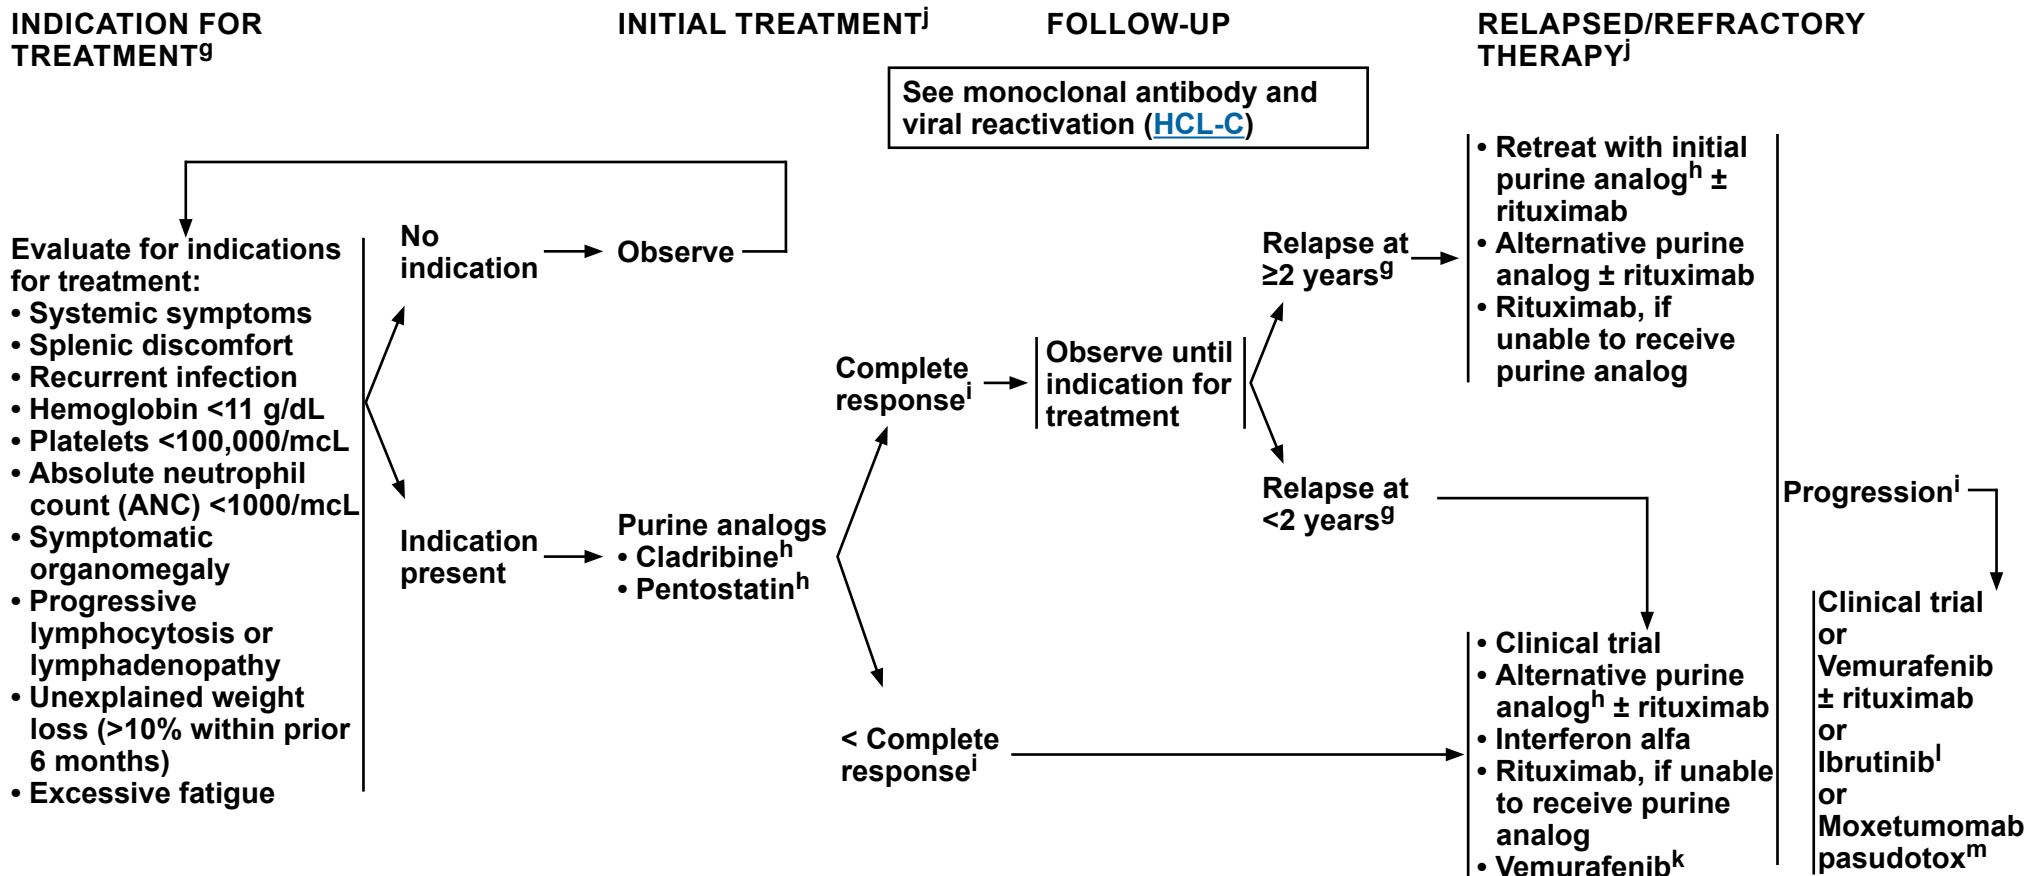 INDICATION FOR
TREATMENTg
INITIAL TREATMENTj
FOLLOW-UP
RELAPSED/REFRACTORY
THERAPYj
See monoclonal antibody and
viral reactivation (HCL-C)
Evaluate for indications
for treatment:
• Systemic symptoms
• Splenic discomfort
• Recurrent infection
• Hemoglobin <11 g/dL
• Platelets <100,000/mcL
• Absolute neutrophil
count (ANC) <1000/mcL
• Symptomatic
organomegaly
• Progressive
lymphocytosis or
lymphadenopathy
• Unexplained weight
loss (>10% within prior
6 months)
• Excessive fatigue
No
indication
Observe
Indication
present
Purine analogs
• Cladribineh
• Pentostatinh
Complete
responsei
Observe until
indication for
treatment
< Complete
responsei
Relapse at
≥2 yearsg
Relapse at
<2 yearsg
• Retreat with initial
purine analogh ±
rituximab
• Alternative purine
analog ± rituximab
• Rituximab, if
unable to receive
purine analog
• Clinical trial
• Alternative purine
analogh ± rituximab
• Interferon alfa
• Rituximab, if unable
to receive purine
analog
• Vemurafenibk
Progressioni
Clinical trial
or
Vemurafenib
± rituximab
or
Ibrutinibl
or
Moxetumomab
pasudotoxm